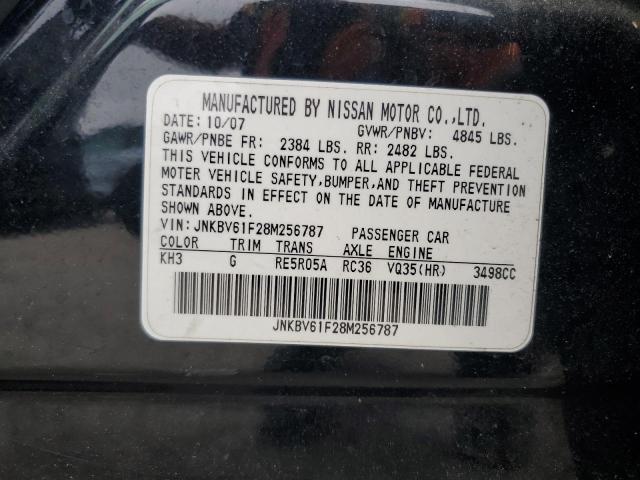 MANUFACTURED BY NISSAN MOTOR CO.,LTD.
DATE: 10/07 GVWR/PNBV: 4845 LBS.
GAWR/PNBE FR: 2384 LBS. RR: 2482 LBS.
THIS VEHICLE CONFORMS TO ALL APPLICABLE FEDERAL
MOTER VEHICLE SAFETY,BUMPER,AND THEFT PREVENTION
STANDARDS IN EFFECT ON THE DATE OF MANUFACTURE
SHOWN ABOVE.
VIN: JNKBV61F28M256787 PASSENGER CAR
COLOR TRIM TRANS AXLE ENGINE
KH3 G RE5R05A RC36 VQ35(HR) 3498CC
JNKBV61F28M256787